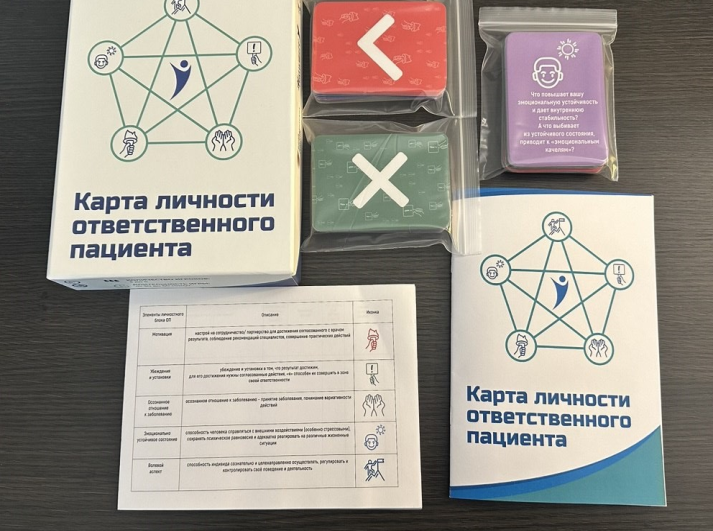 Карта личности
ответственного
пациента
Что повышает вашу
эмоциональную устойчивость
и дает внутреннюю
стабильность?
А что выбивает
из устойчивого состояния,
приводит к «эмоциональным
качелям»?
Элементы личностного
блока ОП
Описание
Иконка
Мотивация
настрой на сотрудничество/ партнерство для достижения согласованного с врачом
результата, соблюдение рекомендаций специалистов, совершение практических действий
Убеждения
и установки
убеждение и установка в том, что результат достижим,
для его достижения нужны согласованные действия, «я» способен их совершать в зоне
своей ответственности
Осознанное
отношение
к заболеванию
осознанное отношение к заболеванию – принятие заболевания, понимание вариативности
действий
Эмоционально
устойчивое состояние
способность человека справляться с внешними воздействиями (особенно стрессовыми),
сохранять психическое равновесие и адекватно реагировать на различные жизненные
ситуации
Волевой
аспект
способность индивида сознательно и целенаправленно осуществлять, регулировать и
контролировать своё поведение и деятельность
Карта личности
ответственного
пациента